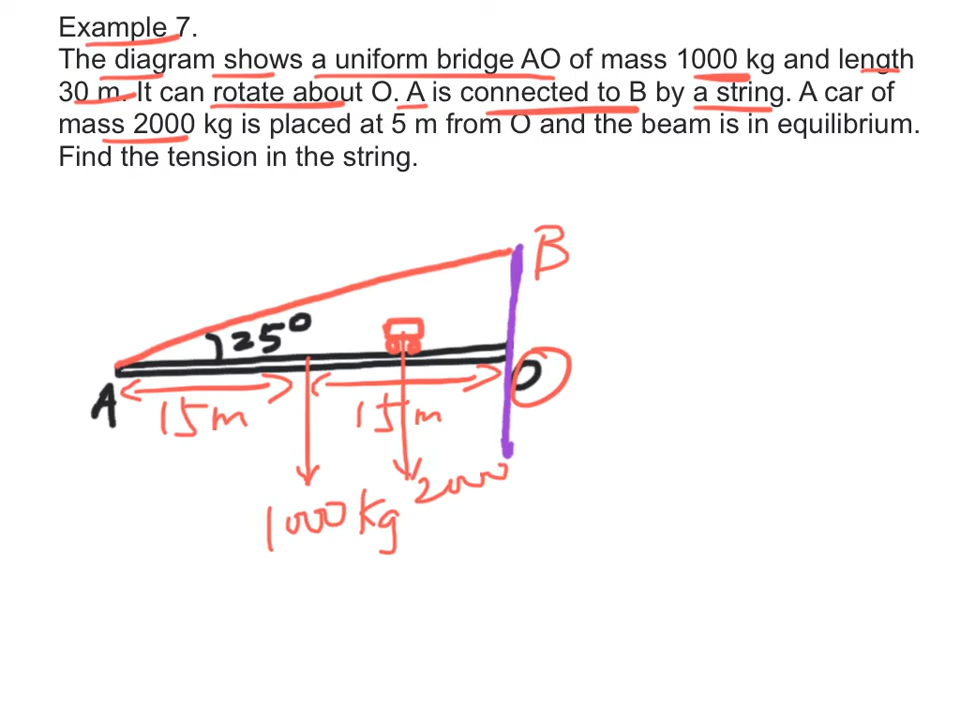 Example 7.
The diagram shows a uniform bridge AO of mass 1000 kg and length
30 m. It can rotate about O. A is connected to B by a string. A car of
mass 2000 kg is placed at 5 m from O and the beam is in equilibrium.
Find the tension in the string.
B
25°
O
A
15m
15m
1000kg
2000